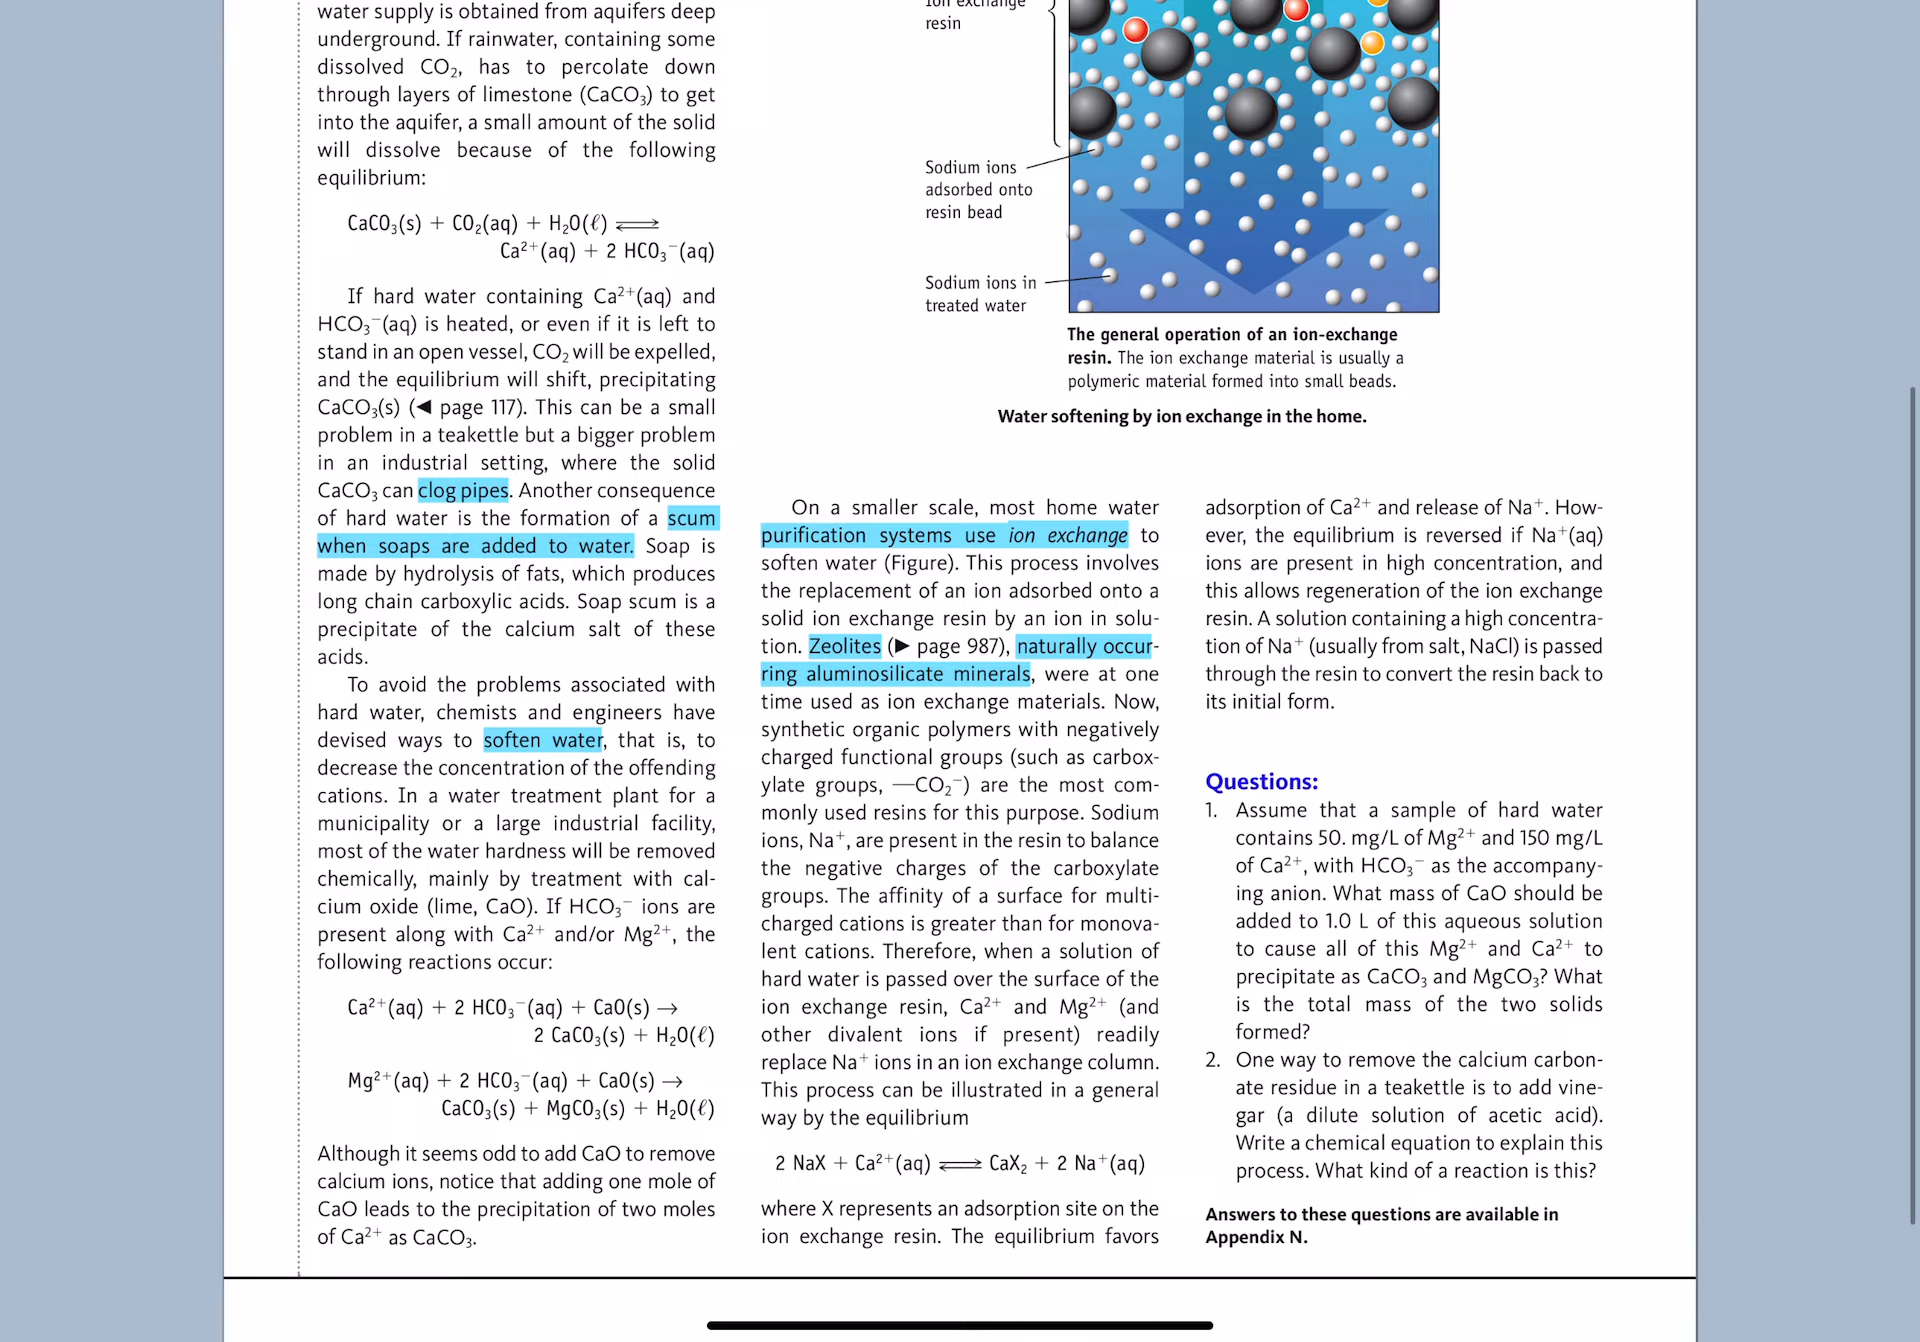 water supply is obtained from aquifers deep
underground. If rainwater, containing some
dissolved CO₂, has to percolate down
through layers of limestone (CaCO₃) to get
into the aquifer, a small amount of the solid
will dissolve because of the following
equilibrium:
CaCO₃(s) + CO₂(aq) + H₂O(ℓ) ⇌
Ca²⁺(aq) + 2 HCO₃⁻(aq)
If hard water containing Ca²⁺(aq) and
HCO₃⁻(aq) is heated, or even if it is left to
stand in an open vessel, CO₂ will be expelled,
and the equilibrium will shift, precipitating
CaCO₃(s) (◀ page 117). This can be a small
problem in a teakettle but a bigger problem
in an industrial setting, where the solid
CaCO₃ can clog pipes. Another consequence
of hard water is the formation of a scum
when soaps are added to water. Soap is
made by hydrolysis of fats, which produces
long chain carboxylic acids. Soap scum is a
precipitate of the calcium salt of these
acids.
To avoid the problems associated with
hard water, chemists and engineers have
devised ways to soften water, that is, to
decrease the concentration of the offending
cations. In a water treatment plant for a
municipality or a large industrial facility,
most of the water hardness will be removed
chemically, mainly by treatment with cal-
cium oxide (lime, CaO). If HCO₃⁻ ions are
present along with Ca²⁺ and/or Mg²⁺, the
following reactions occur:
Ca²⁺(aq) + 2 HCO₃⁻(aq) + CaO(s) →
2 CaCO₃(s) + H₂O(ℓ)
Mg²⁺(aq) + 2 HCO₃⁻(aq) + CaO(s) →
CaCO₃(s) + MgCO₃(s) + H₂O(ℓ)
Although it seems odd to add CaO to remove
calcium ions, notice that adding one mole of
CaO leads to the precipitation of two moles
of Ca²⁺ as CaCO₃.
Ion exchange
resin
Sodium ions
adsorbed onto
resin bead
Sodium ions in
treated water
The general operation of an ion-exchange
resin. The ion exchange material is usually a
polymeric material formed into small beads.
Water softening by ion exchange in the home.
On a smaller scale, most home water
purification systems use ion exchange to
soften water (Figure). This process involves
the replacement of an ion adsorbed onto a
solid ion exchange resin by an ion in solu-
tion. Zeolites (▶ page 987), naturally occur-
ring aluminosilicate minerals, were at one
time used as ion exchange materials. Now,
synthetic organic polymers with negatively
charged functional groups (such as carbox-
ylate groups, —CO₂⁻) are the most com-
monly used resins for this purpose. Sodium
ions, Na⁺, are present in the resin to balance
the negative charges of the carboxylate
groups. The affinity of a surface for multi-
charged cations is greater than for monova-
lent cations. Therefore, when a solution of
hard water is passed over the surface of the
ion exchange resin, Ca²⁺ and Mg²⁺ (and
other divalent ions if present) readily
replace Na⁺ ions in an ion exchange column.
This process can be illustrated in a general
way by the equilibrium
2 NaX + Ca²⁺(aq) ⇌ CaX₂ + 2 Na⁺(aq)
where X represents an adsorption site on the
ion exchange resin. The equilibrium favors
adsorption of Ca²⁺ and release of Na⁺. How-
ever, the equilibrium is reversed if Na⁺(aq)
ions are present in high concentration, and
this allows regeneration of the ion exchange
resin. A solution containing a high concentra-
tion of Na⁺ (usually from salt, NaCl) is passed
through the resin to convert the resin back to
its initial form.
Questions:
1. Assume that a sample of hard water
contains 50. mg/L of Mg²⁺ and 150 mg/L
of Ca²⁺, with HCO₃⁻ as the accompany-
ing anion. What mass of CaO should be
added to 1.0 L of this aqueous solution
to cause all of this Mg²⁺ and Ca²⁺ to
precipitate as CaCO₃ and MgCO₃? What
is the total mass of the two solids
formed?
2. One way to remove the calcium carbon-
ate residue in a teakettle is to add vine-
gar (a dilute solution of acetic acid).
Write a chemical equation to explain this
process. What kind of a reaction is this?
Answers to these questions are available in
Appendix N.